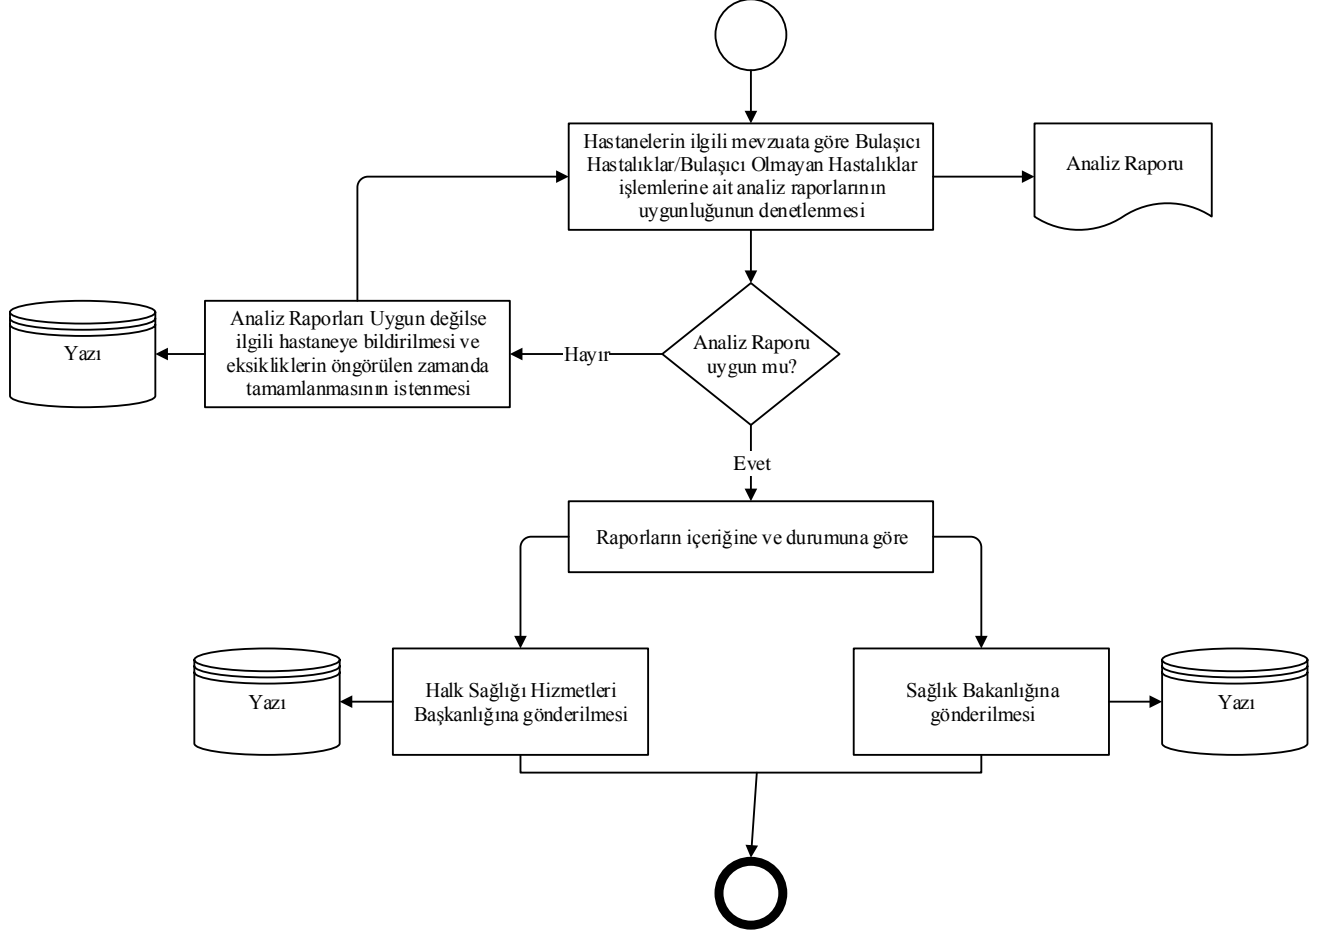 Hastanelerin ilgili mevzuata göre Bulaşıcı
Hastalıklar/Bulaşıcı Olmayan Hastalıklar
işlemlerine ait analiz raporlarının
uygunluğunun denetlenmesi
Analiz Raporu
Yazı
Analiz Raporları Uygun değilse
ilgili hastaneye bildirilmesi ve
eksikliklerin öngörülen zamanda
tamamlanmasının istenmesi
Hayır
Analiz Raporu
uygun mu?
Evet
Raporların içeriğine ve durumuna göre
Yazı
Halk Sağlığı Hizmetleri
Başkanlığına gönderilmesi
Sağlık Bakanlığına
gönderilmesi
Yazı